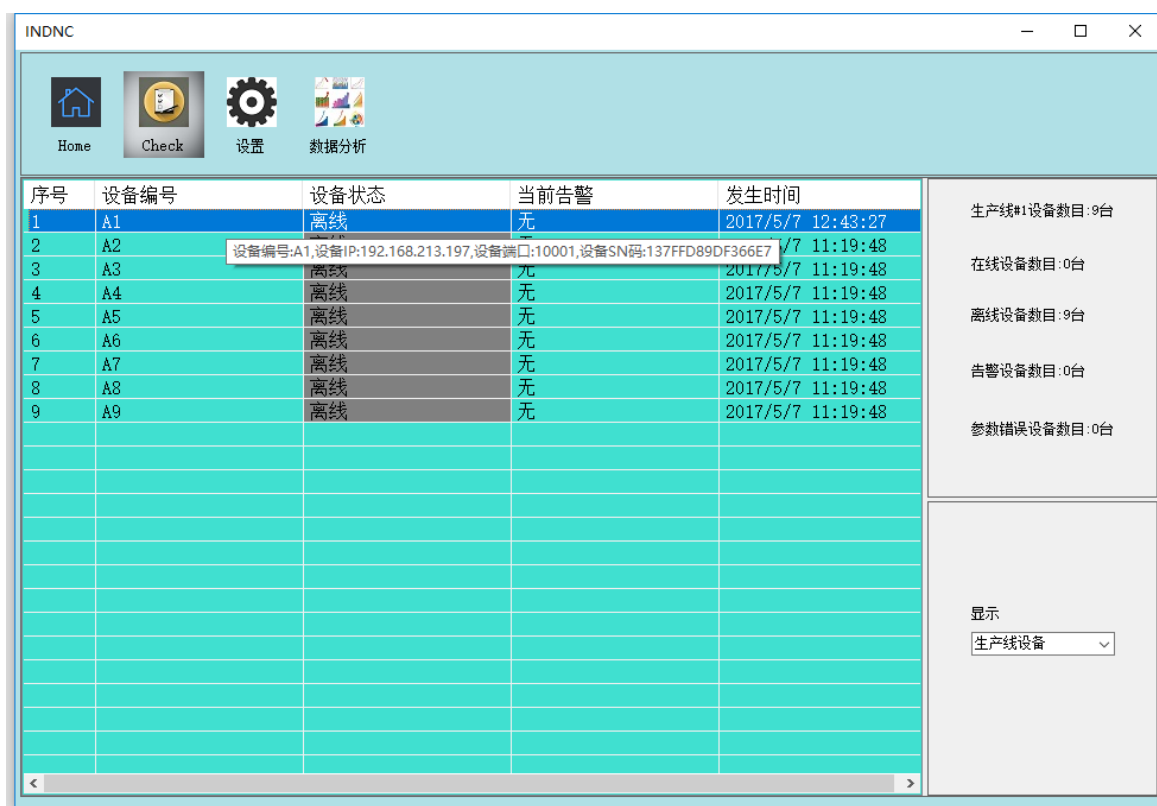 INDNC
Home Check 设置 数据分析
序号 设备编号 设备状态 当前告警 发生时间
1 A1 离线 无 2017/5/7 12:43:27
2 A2 /7 11:19:48
设备编号:A1,设备IP:192.168.213.197,设备端口:10001,设备SN码:137FFD89DF366E7
3 A3 离线 无 2017/5/7 11:19:48
4 A4 离线 无 2017/5/7 11:19:48
5 A5 离线 无 2017/5/7 11:19:48
6 A6 离线 无 2017/5/7 11:19:48
7 A7 离线 无 2017/5/7 11:19:48
8 A8 离线 无 2017/5/7 11:19:48
9 A9 离线 无 2017/5/7 11:19:48
生产线#1设备数目:9台
在线设备数目:0台
离线设备数目:9台
告警设备数目:0台
参数错误设备数目:0台
显示
生产线设备